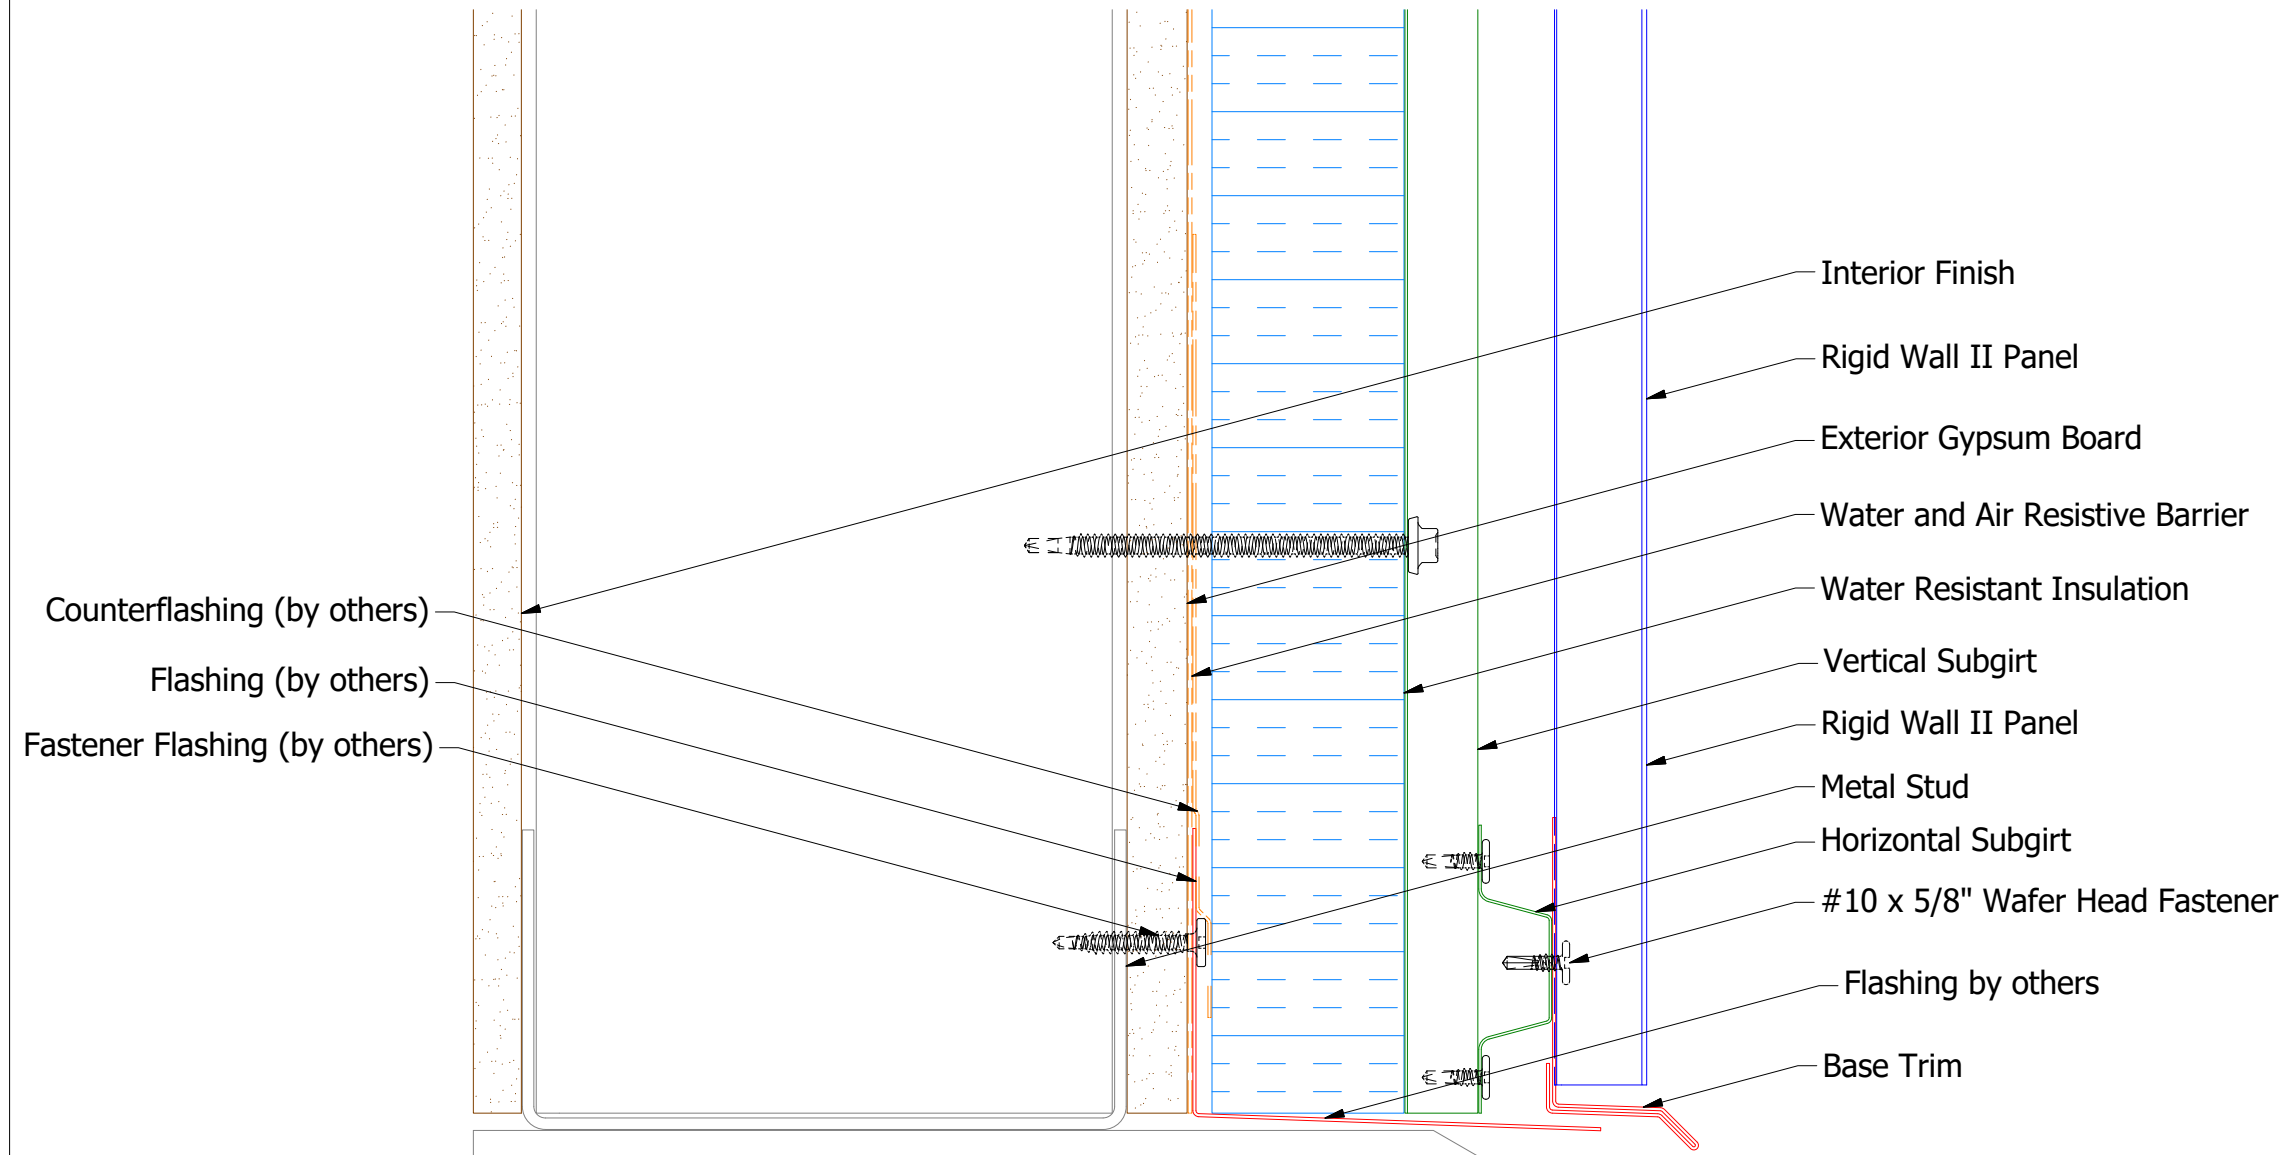 Interior Finish
Rigid Wall II Panel
Exterior Gypsum Board
Water and Air Resistive Barrier
Water Resistant Insulation
Counterflashing (by others)
Vertical Subgirt
Flashing (by others)
Rigid Wall II Panel
Fastener Flashing (by others)
Metal Stud
Horizontal Subgirt
#10 x 5/8" Wafer Head Fastener
Flashing by others
Base Trim